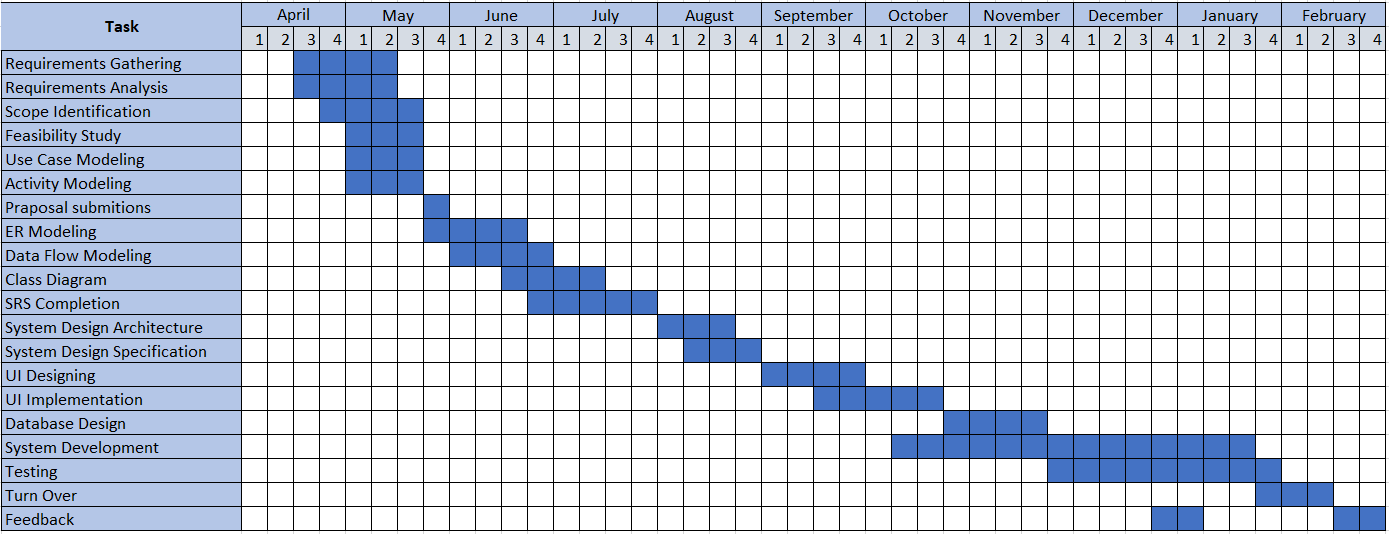 Task April May June July August September October November December January February
1 2 3 4 1 2 3 4 1 2 3 4 1 2 3 4 1 2 3 4 1 2 3 4 1 2 3 4 1 2 3 4 1 2 3 4 1 2 3 4 1 2 3 4
Requirements Gathering
Requirements Analysis
Scope Identification
Feasibility Study
Use Case Modeling
Activity Modeling
Praposal submitions
ER Modeling
Data Flow Modeling
Class Diagram
SRS Completion
System Design Architecture
System Design Specification
UI Designing
UI Implementation
Database Design
System Development
Testing
Turn Over
Feedback